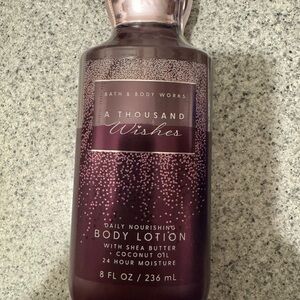 BATH & BODY WORKS
A THOUSAND
Wishes
DAILY NOURISHING
BODY LOTION
WITH SHEA BUTTER
+ COCONUT OIL
24 HOUR MOISTURE
8 FL OZ / 236 mL